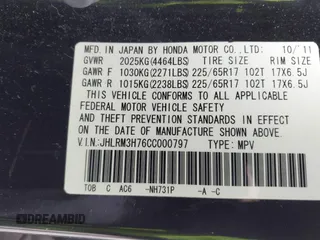 MFD. IN JAPAN BY HONDA MOTOR CO.,LTD: 10/11
GVWR 2025KG(4464LBS) TIRE SIZE RIM SIZE
GAWR F 1030KG(2271LBS) 225/65R17 102T 17X6.5J
GAWR R 1015KG(2238LBS) 225/65R17 102T 17X6.5J
THIS VEHICLE CONFORMS TO ALL APPLICABLE
FEDERAL MOTOR VEHICLE SAFETY AND
THEFT PREVENTION STANDARDS IN EFFECT ON
THE DATE OF MANUFACTURE SHOWN ABOVE.
V.I.N:JHLRM3H76CC000797 TYPE: MPV
TOB C AC6 -NH731P -A -C
DREAMBID